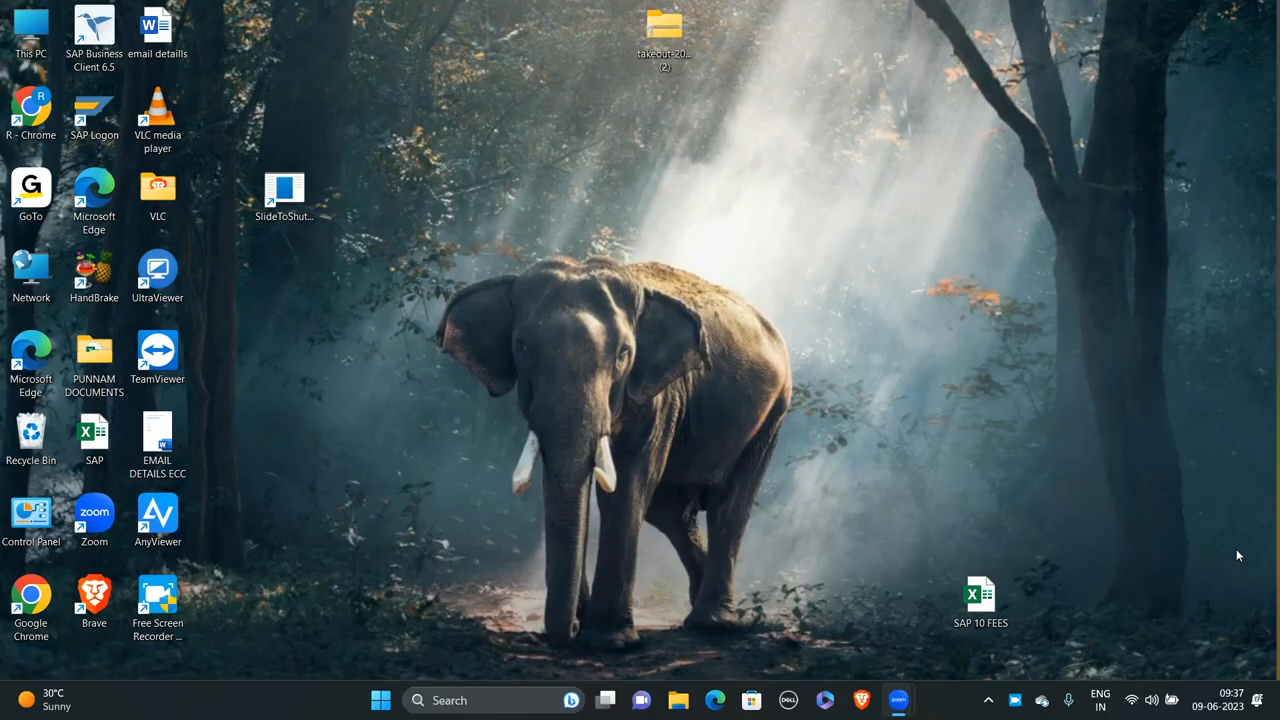 This PC
SAP Business
Client 6.5
email detaills
takeout-20...
(2)
R - Chrome
SAP Logon
VLC media
player
GoTo
Microsoft
Edge
VLC
SlideToShut...
Network
HandBrake
UltraViewer
Microsoft
Edge
PUNNAM
DOCUMENTS
TeamViewer
Recycle Bin
SAP
EMAIL
DETAILS ECC
Control Panel
zoom
Zoom
AnyViewer
Google
Chrome
Brave
Free Screen
Recorder ...
SAP 10 FEES
30°C
Sunny
Search
DELL
zoom
ENG
IN
09:37
09-06-2023